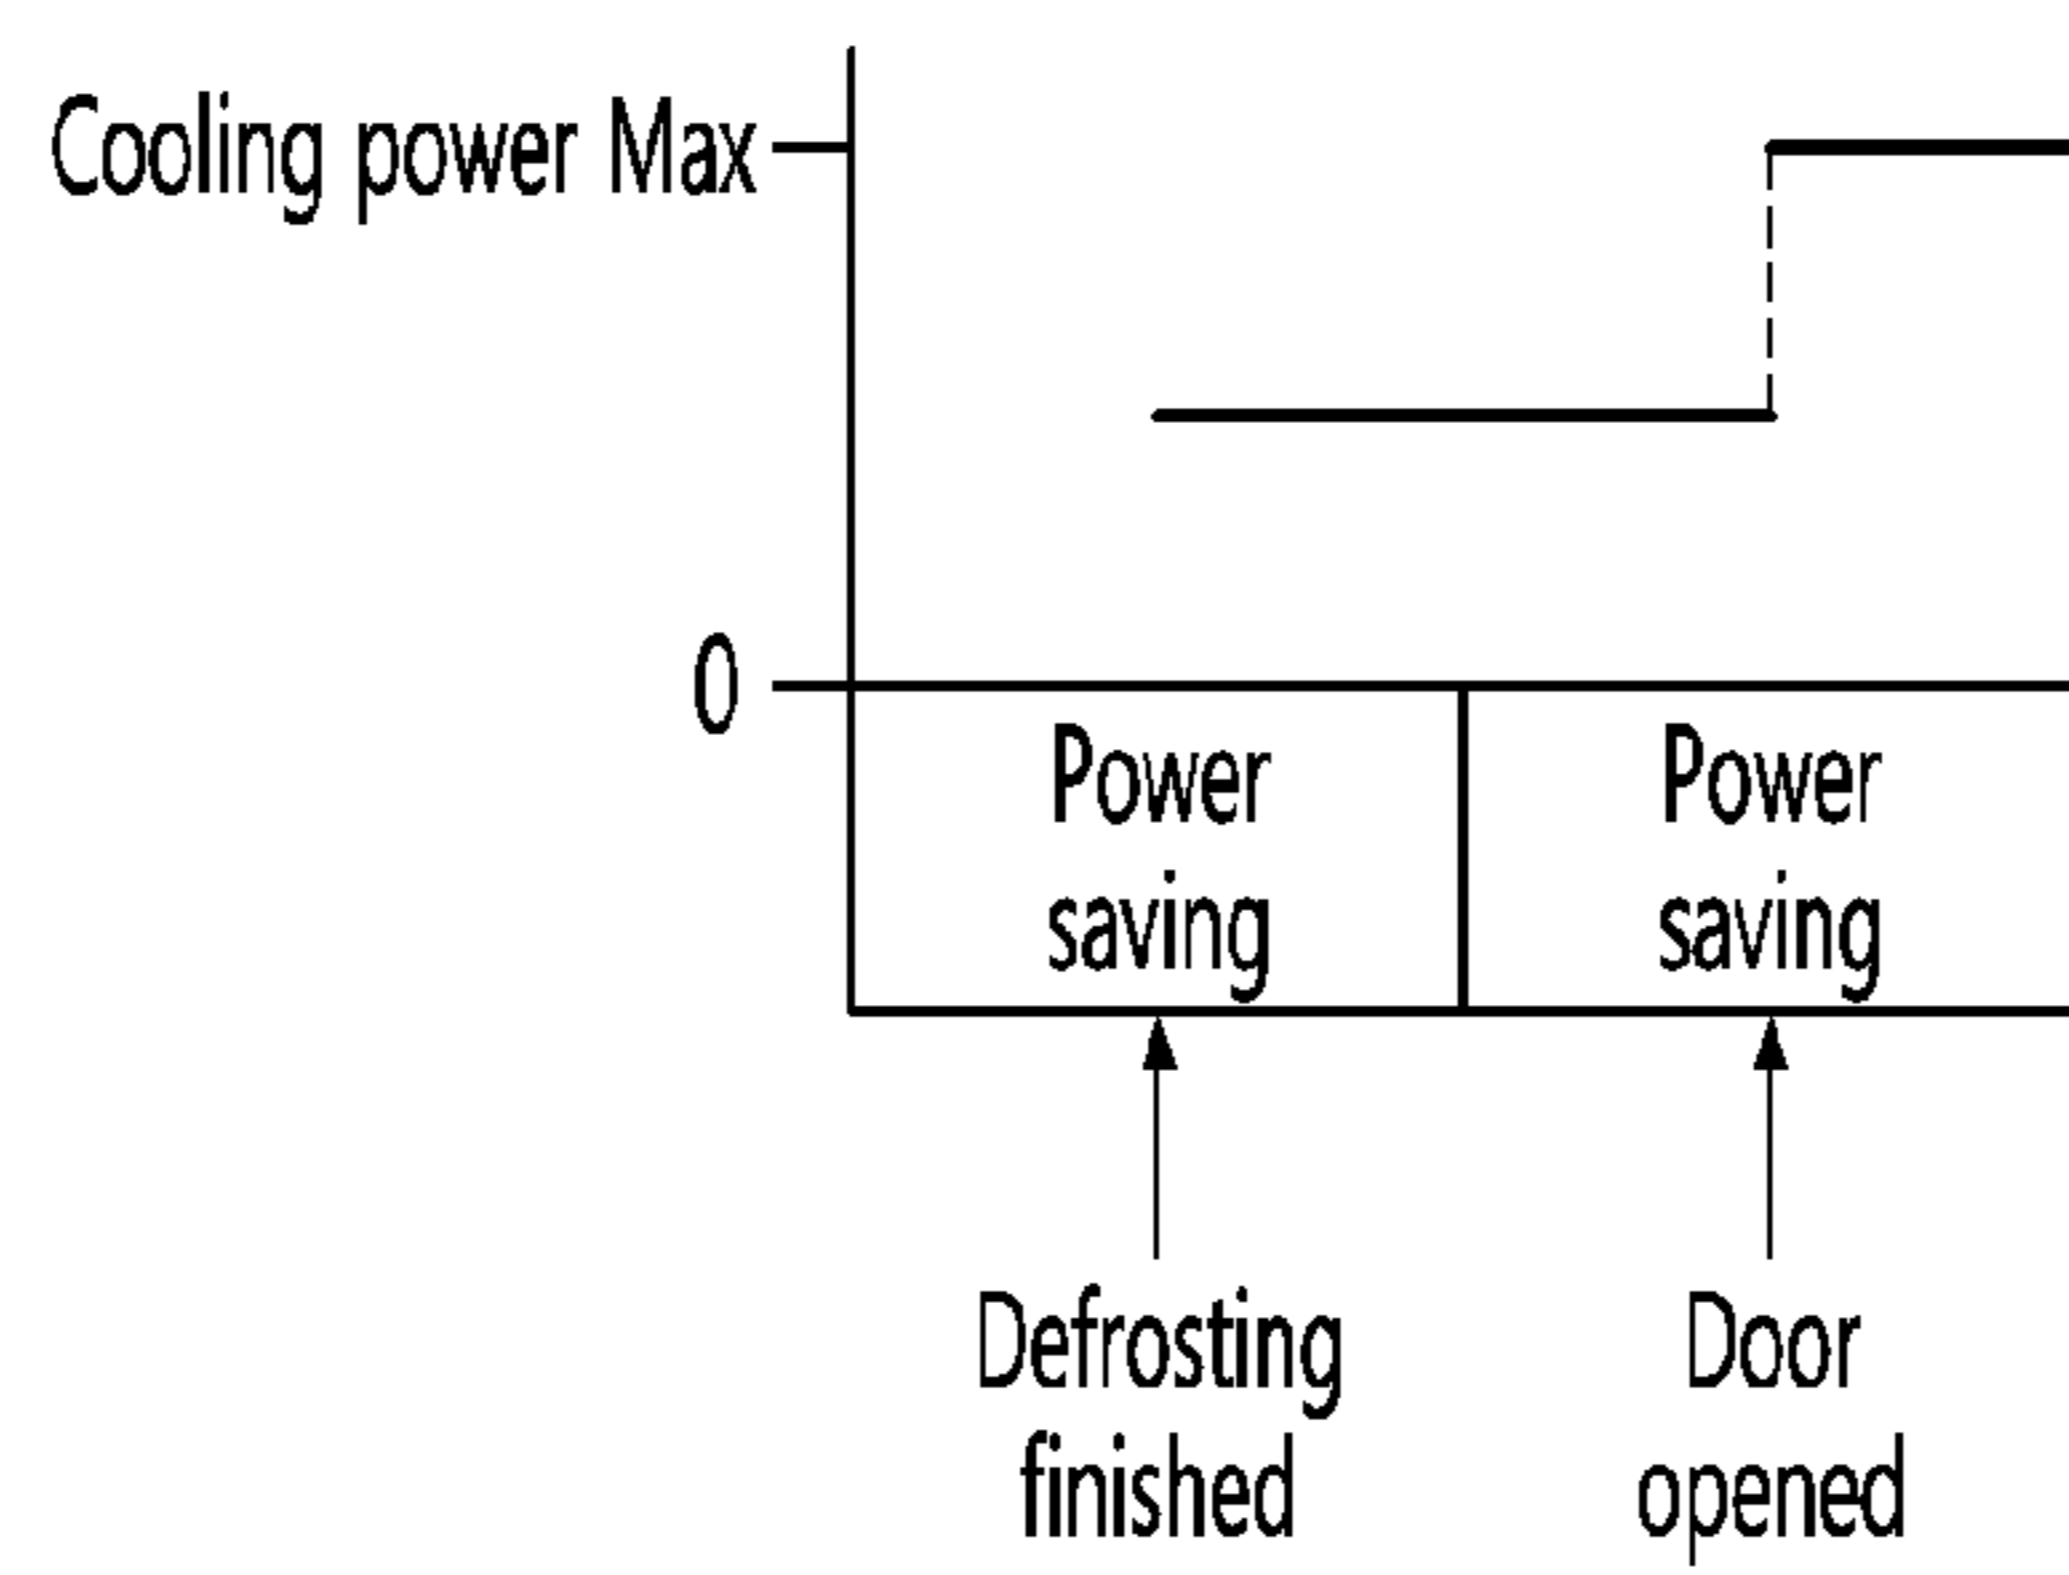 Cooling power Max
0
Power
saving
Power
saving
Defrosting
finished
Door
opened